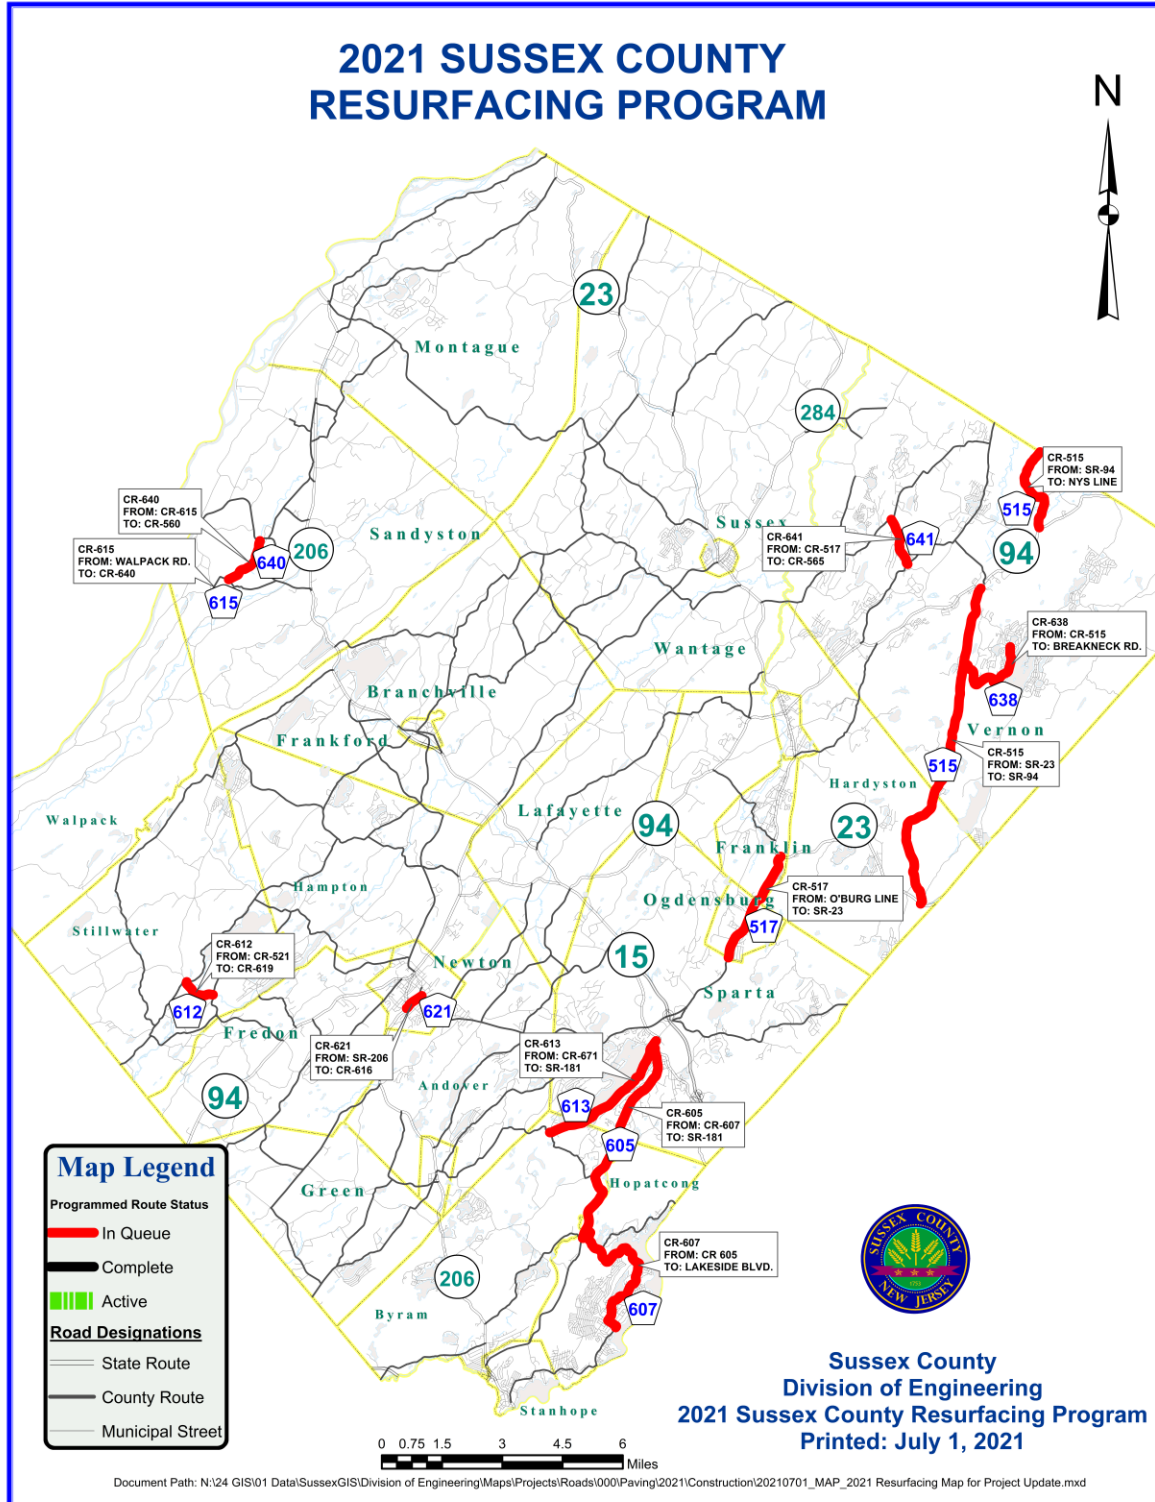 2021 SUSSEX COUNTY
RESURFACING PROGRAM
N
23
Montague
284
CR-515
FROM: SR-94
TO: NYS LINE
515
CR-640
FROM: CR-615
TO: CR-560
Sandyston
Sussex
CR-641
FROM: CR-517
TO: CR-565
641
94
206
640
CR-615
FROM: WALPACK RD.
TO: CR-640
615
CR-638
FROM: CR-515
TO: BREAKNECK RD.
638
Wantage
Branchville
Frankford
Vernon
CR-515
FROM: SR-23
TO: SR-94
515
Hardyston
Lafayette
94
23
Walpack
Franklin
Hampton
CR-517
FROM: O'BURG LINE
TO: SR-23
Ogdensburg
517
Stillwater
CR-612
FROM: CR-521
TO: CR-619
612
Newton
15
Sparta
621
Fredon
CR-621
FROM: SR-206
TO: CR-616
CR-613
FROM: CR-671
TO: SR-181
Andover
94
613
CR-605
FROM: CR-607
TO: SR-181
605
Hopatcong
Green
CR-607
FROM: CR 605
TO: LAKESIDE BLVD.
607
206
Byram
Stanhope
Map Legend
Programmed Route Status
In Queue
Complete
Active
Road Designations
State Route
County Route
Municipal Street
SUSSEX COUNTY
1753
NEW JERSEY
Sussex County
Division of Engineering
2021 Sussex County Resurfacing Program
Printed: July 1, 2021
0 0.75 1.5 3 4.5 6
Miles
Document Path: N:\24 GIS\01 Data\SussexGIS\Division of Engineering\Maps\Projects\Roads\000\Paving\2021\Construction\20210701_MAP_2021 Resurfacing Map for Project Update.mxd